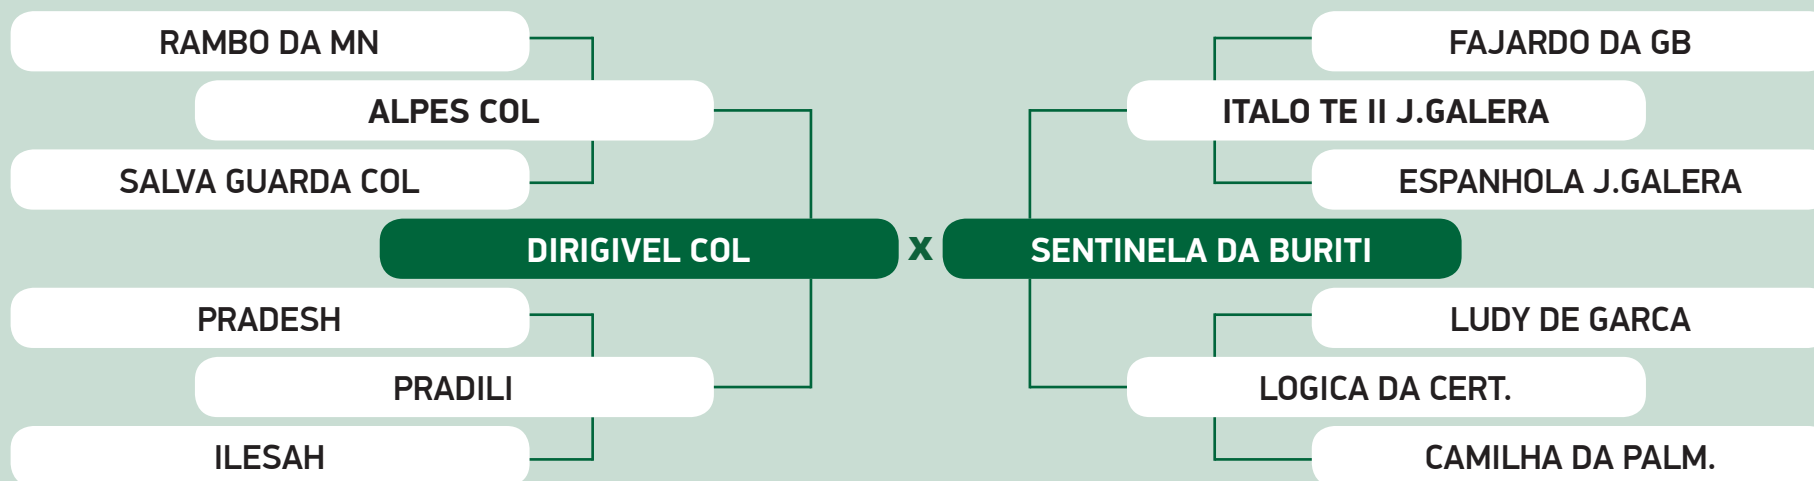 RAMBO DA MN
FAJARDO DA GB
ALPES COL
ITALO TE II J.GALERA
SALVA GUARDA COL
ESPANHOLA J.GALERA
DIRIGIVEL COL x SENTINELA DA BURITI
PRADESH
LUDY DE GARCA
PRADILI
LOGICA DA CERT.
ILESAH
CAMILHA DA PALM.